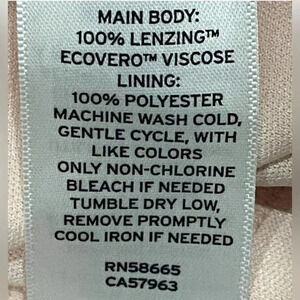 MAIN BODY:
100% LENZING™
ECOVERO™ VISCOSE
LINING:
100% POLYESTER
MACHINE WASH COLD,
GENTLE CYCLE, WITH
LIKE COLORS
ONLY NON-CHLORINE
BLEACH IF NEEDED
TUMBLE DRY LOW,
REMOVE PROMPTLY
COOL IRON IF NEEDED
RN58665
CA57963